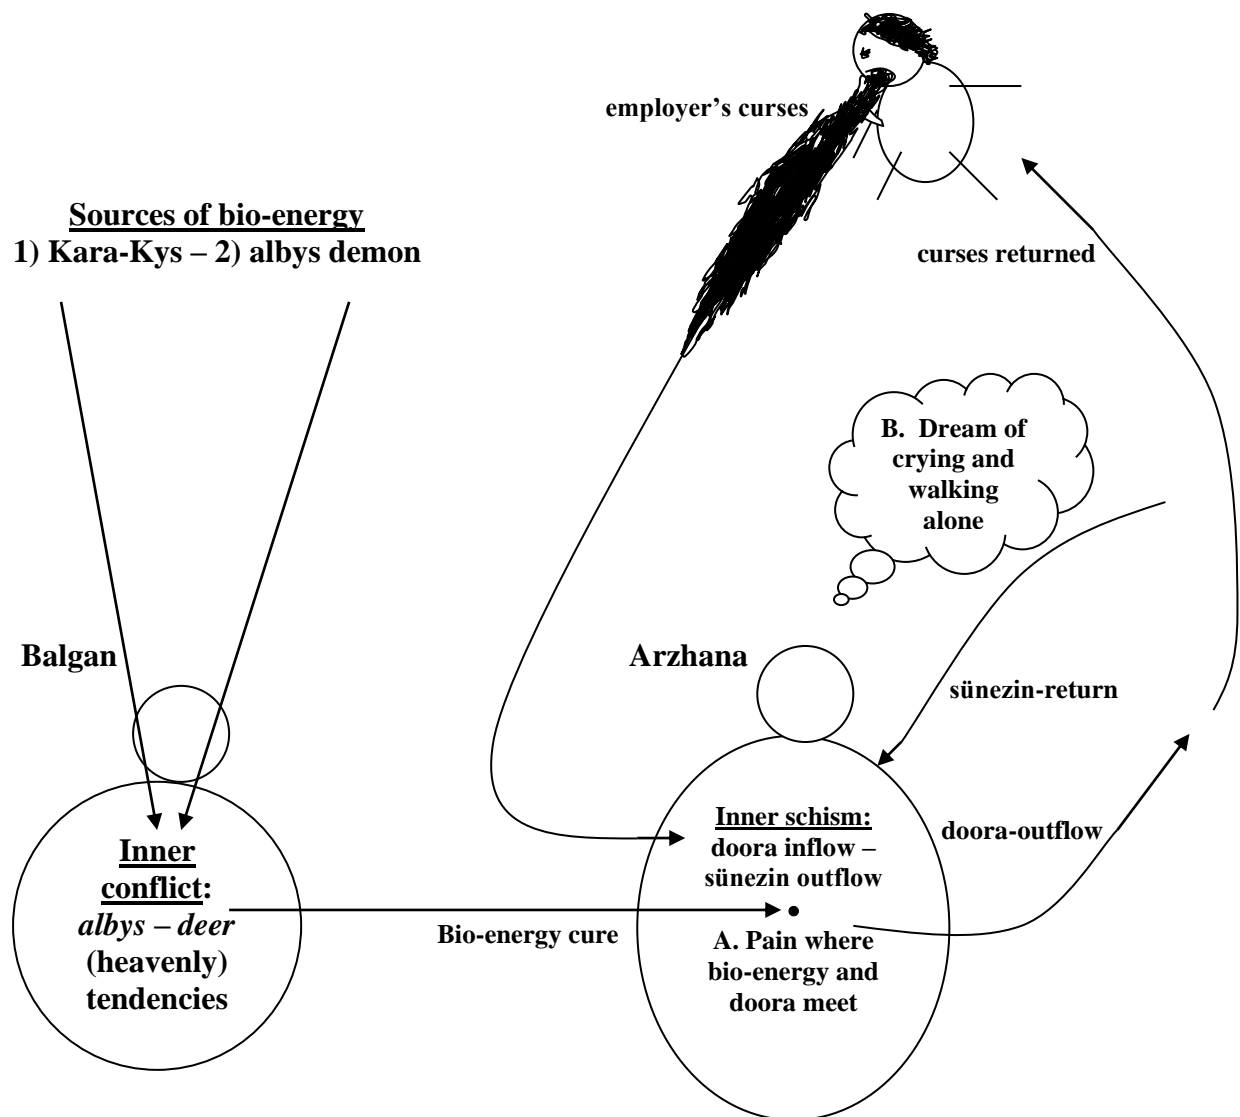 employer’s curses
Sources of bio-energy
1) Kara-Kys – 2) albys demon
curses returned
B. Dream of
crying and
walking
alone
Balgan
Arzhana
sünezin-return
Inner schism:
doora inflow –
sünezin outflow
doora-outflow
Inner
conflict:
albys – deer
(heavenly)
tendencies
Bio-energy cure
A. Pain where
bio-energy and
doora meet